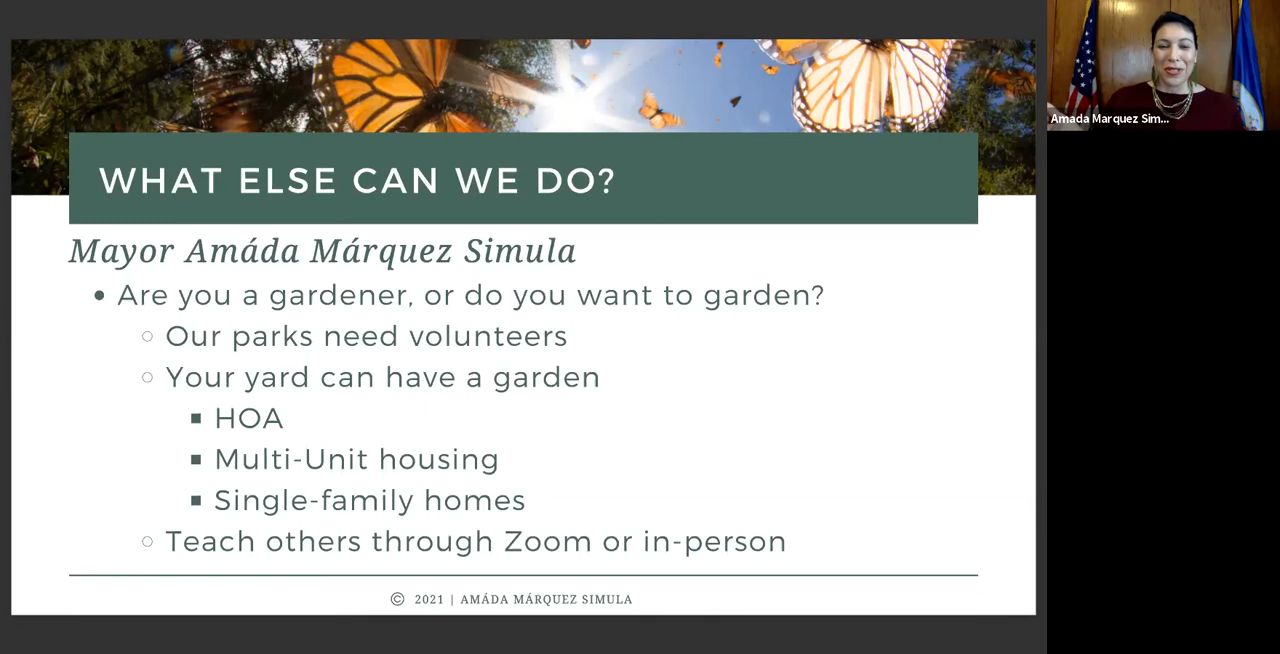 WHAT ELSE CAN WE DO?
Mayor Amáda Márquez Simula
• Are you a gardener, or do you want to garden?
○ Our parks need volunteers
○ Your yard can have a garden
■ HOA
■ Multi-Unit housing
■ Single-family homes
○ Teach others through Zoom or in-person
© 2021 | AMÁDA MÁRQUEZ SIMULA
Amada Marquez Sim...